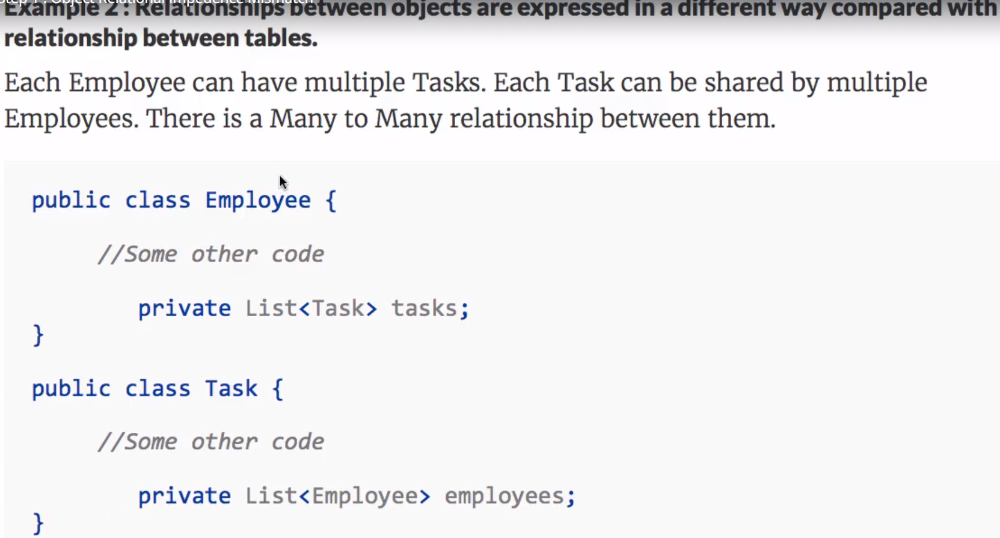 Step 1 : Object Relational Impedence Mismatch
Example 2 : Relationships between objects are expressed in a different way compared with
relationship between tables.
Each Employee can have multiple Tasks. Each Task can be shared by multiple
Employees. There is a Many to Many relationship between them.
public class Employee {
//Some other code
private List<Task> tasks;
}
public class Task {
//Some other code
private List<Employee> employees;
}